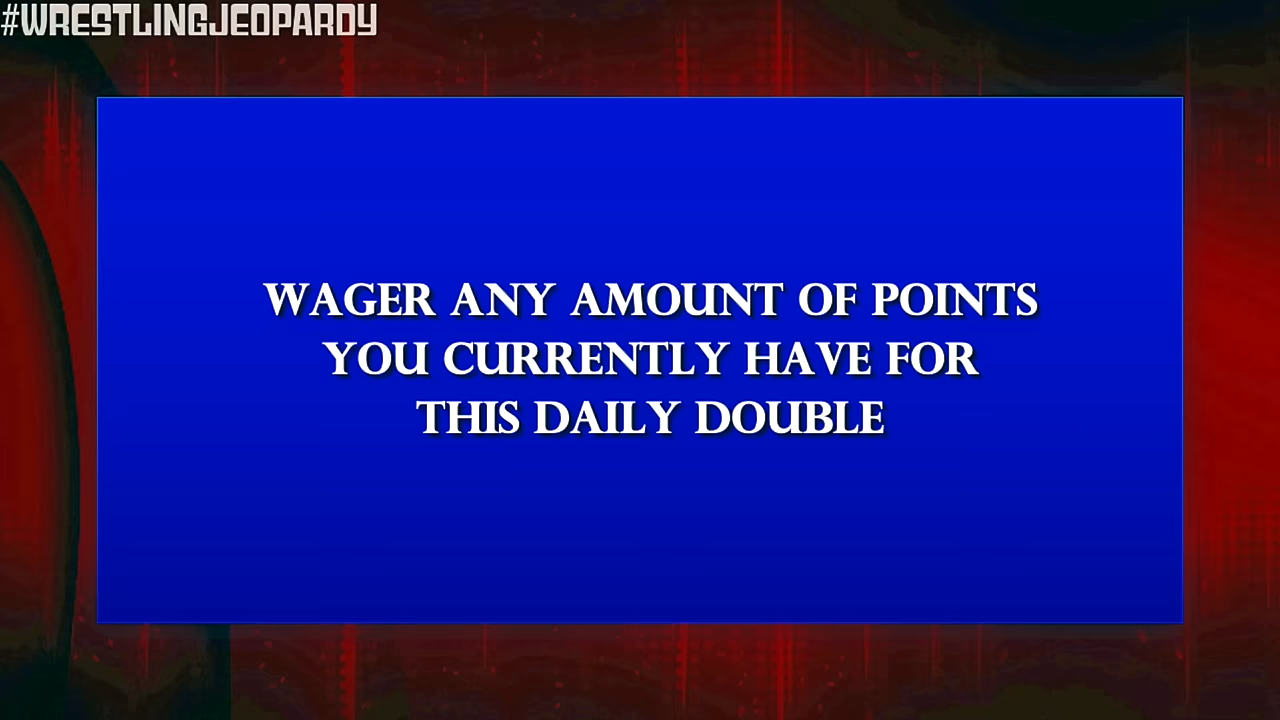 #WRESTLINGJEOPARDY
WAGER ANY AMOUNT OF POINTS
YOU CURRENTLY HAVE FOR
THIS DAILY DOUBLE